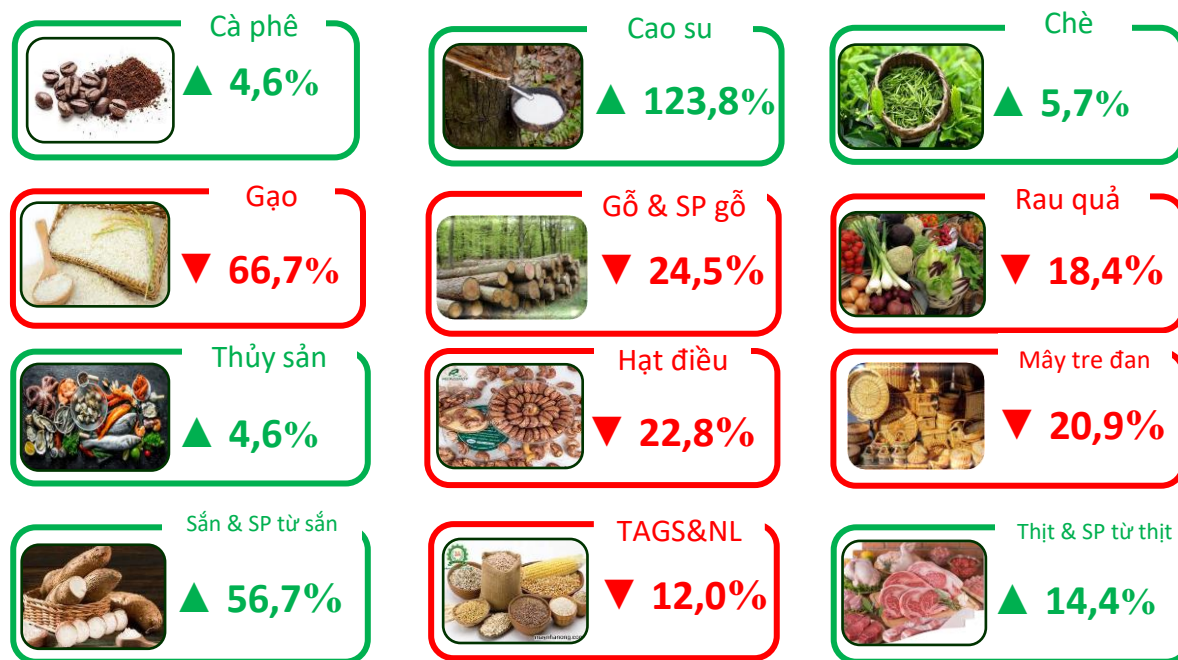 Cà phê
▲ 4,6%
Cao su
▲ 123,8%
Chè
▲ 5,7%
Gạo
▼ 66,7%
Gỗ & SP gỗ
▼ 24,5%
Rau quả
▼ 18,4%
Thủy sản
▲ 4,6%
Hạt điều
▼ 22,8%
Mây tre đan
▼ 20,9%
Sắn & SP từ sắn
▲ 56,7%
TAGS&NL
▼ 12,0%
Thịt & SP từ thịt
▲ 14,4%